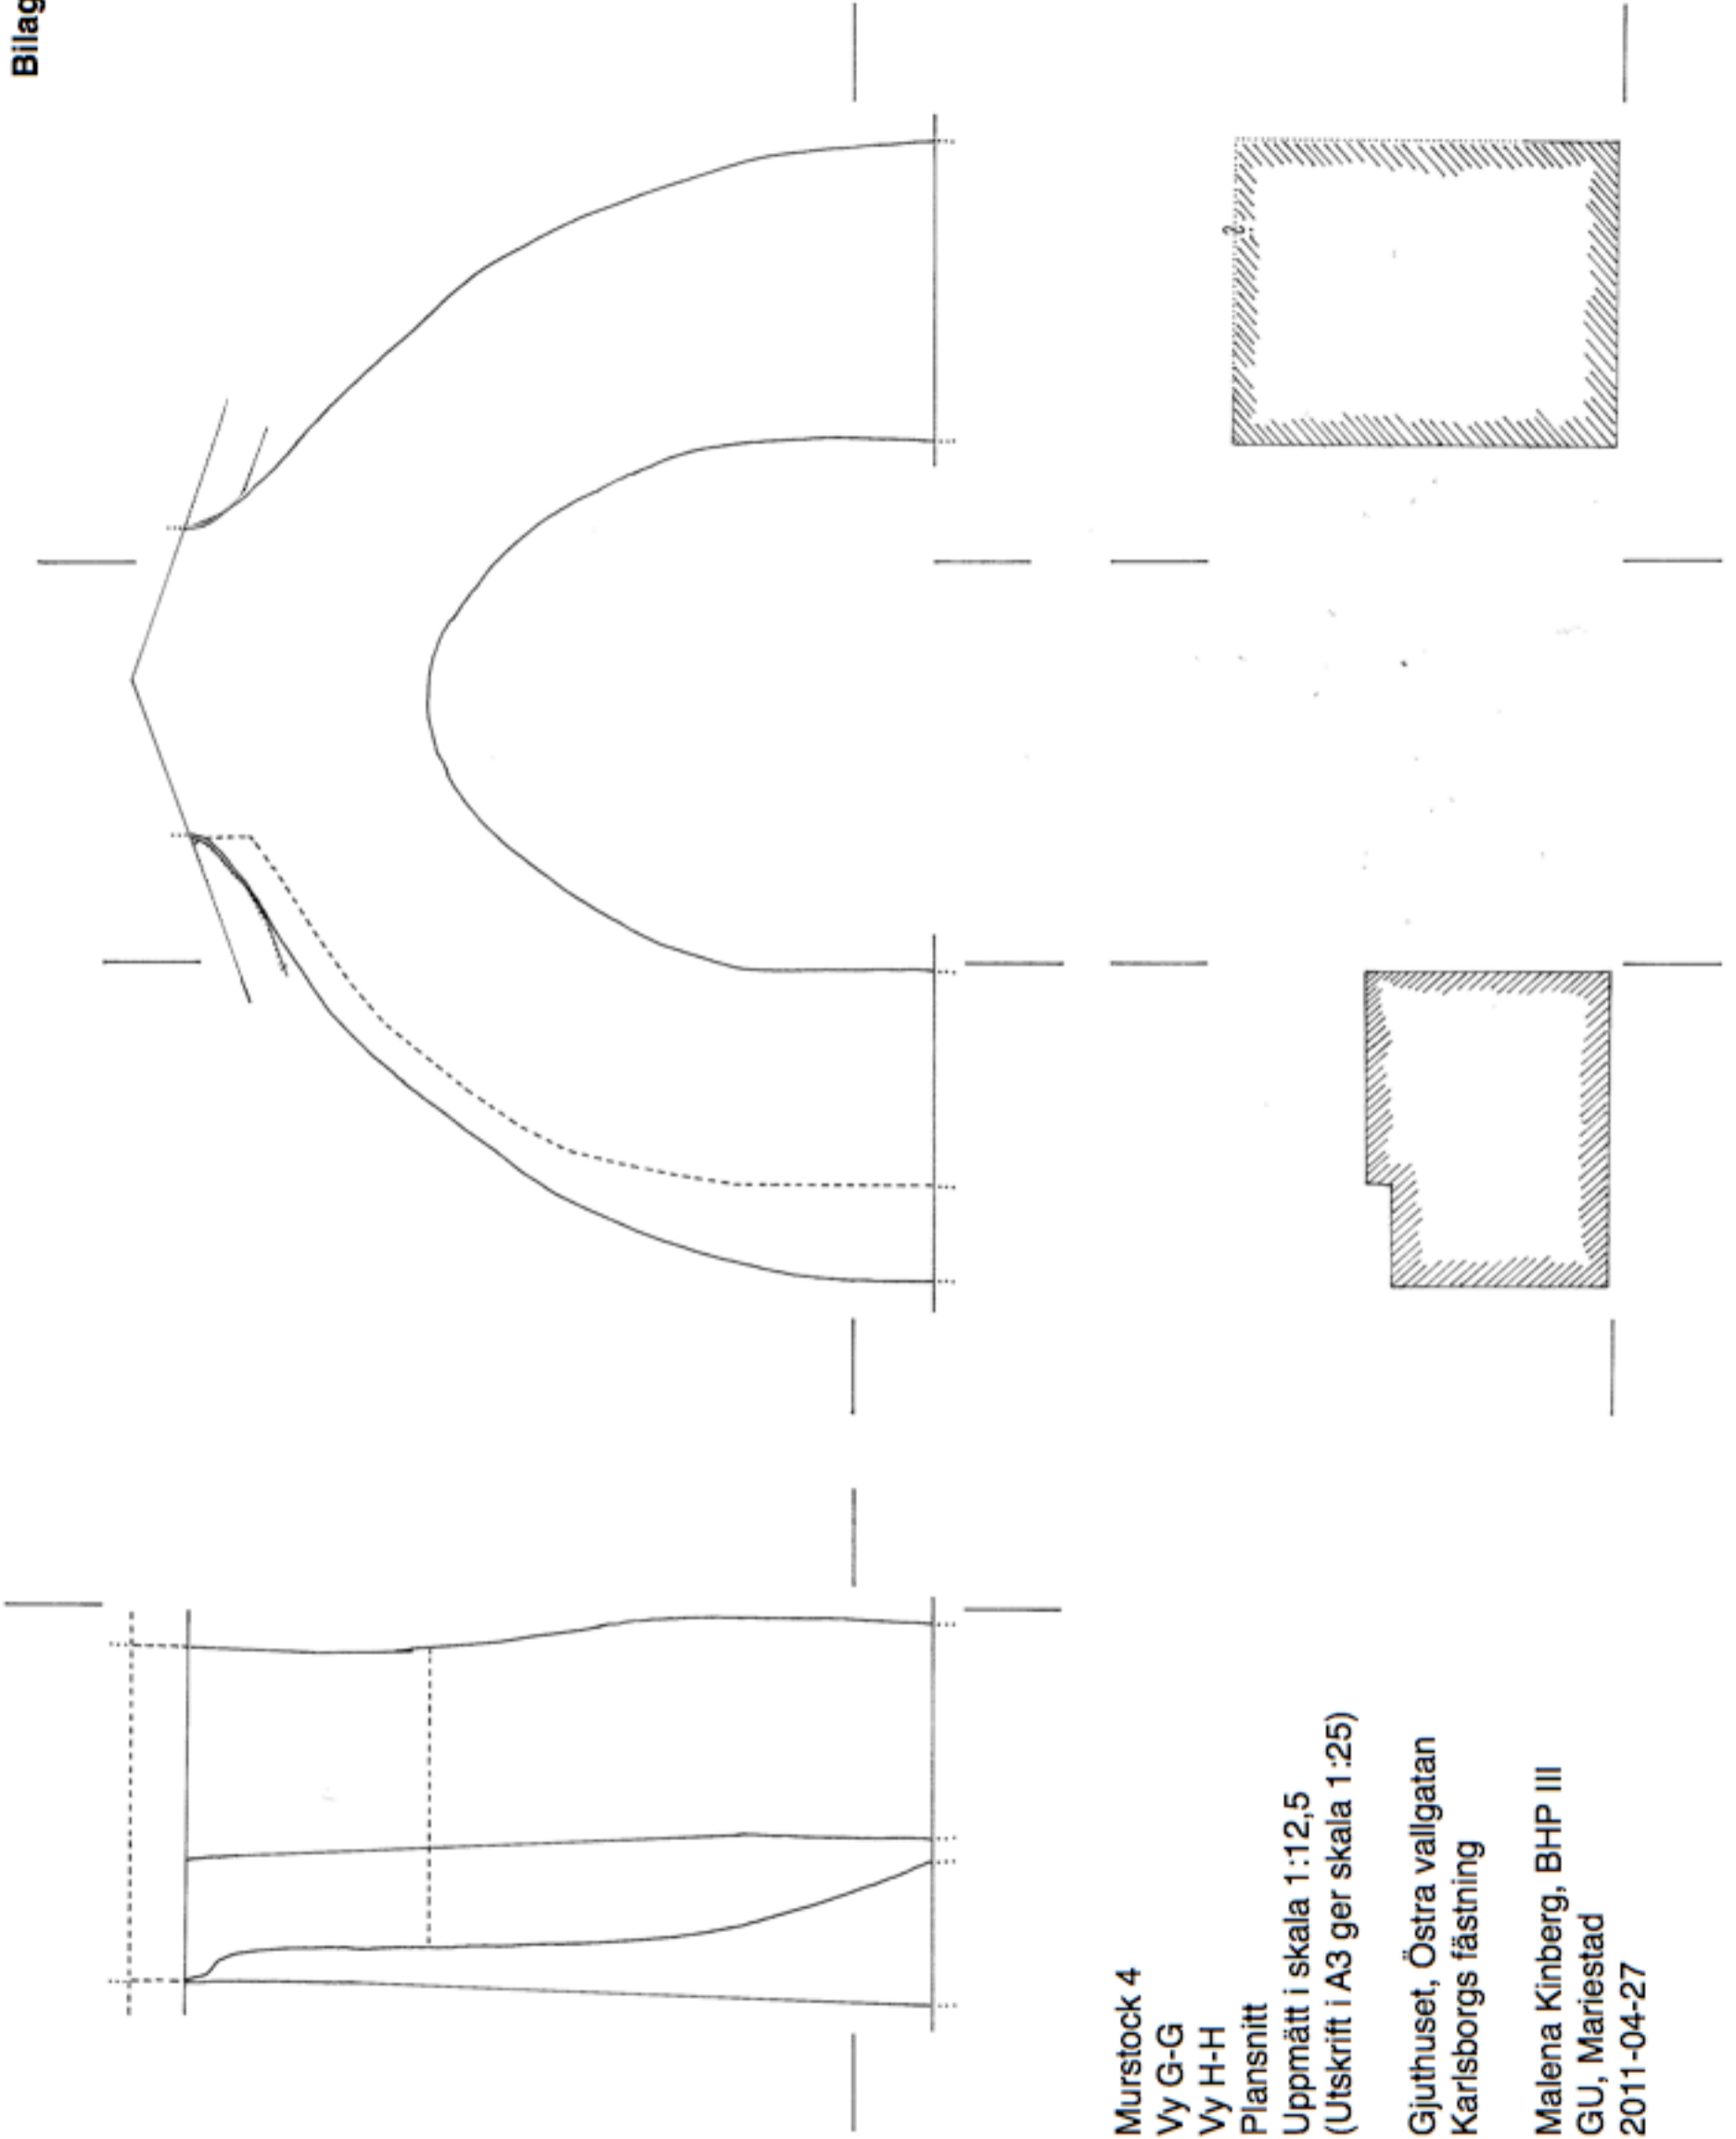 Murstock 4
Vy G-G
Vy H-H
Plansnitt
Uppmätt i skala 1:12,5
(Utskrift i A3 ger skala 1:25)
Gjuthuset, Östra vallgatan
Karlsborgs fästning
Malena Kinberg, BHP III
GU, Mariestad
2011-04-27
?